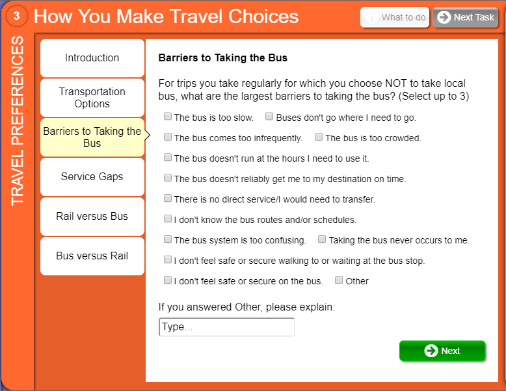 3 How You Make Travel Choices
What to do
Next Task
TRAVEL PREFERENCES
Introduction
Transportation
Options
Barriers to Taking the
Bus
Service Gaps
Rail versus Bus
Bus versus Rail
Barriers to Taking the Bus
For trips you take regularly for which you choose NOT to take local
bus, what are the largest barriers to taking the bus? (Select up to 3)
The bus is too slow. Buses don't go where I need to go.
The bus comes too infrequently. The bus is too crowded.
The bus doesn't run at the hours I need to use it.
The bus doesn't reliably get me to my destination on time.
There is no direct service/I would need to transfer.
I don't know the bus routes and/or schedules.
The bus system is too confusing. Taking the bus never occurs to me.
I don't feel safe or secure walking to or waiting at the bus stop.
I don't feel safe or secure on the bus. Other
If you answered Other, please explain:
Type...
Next